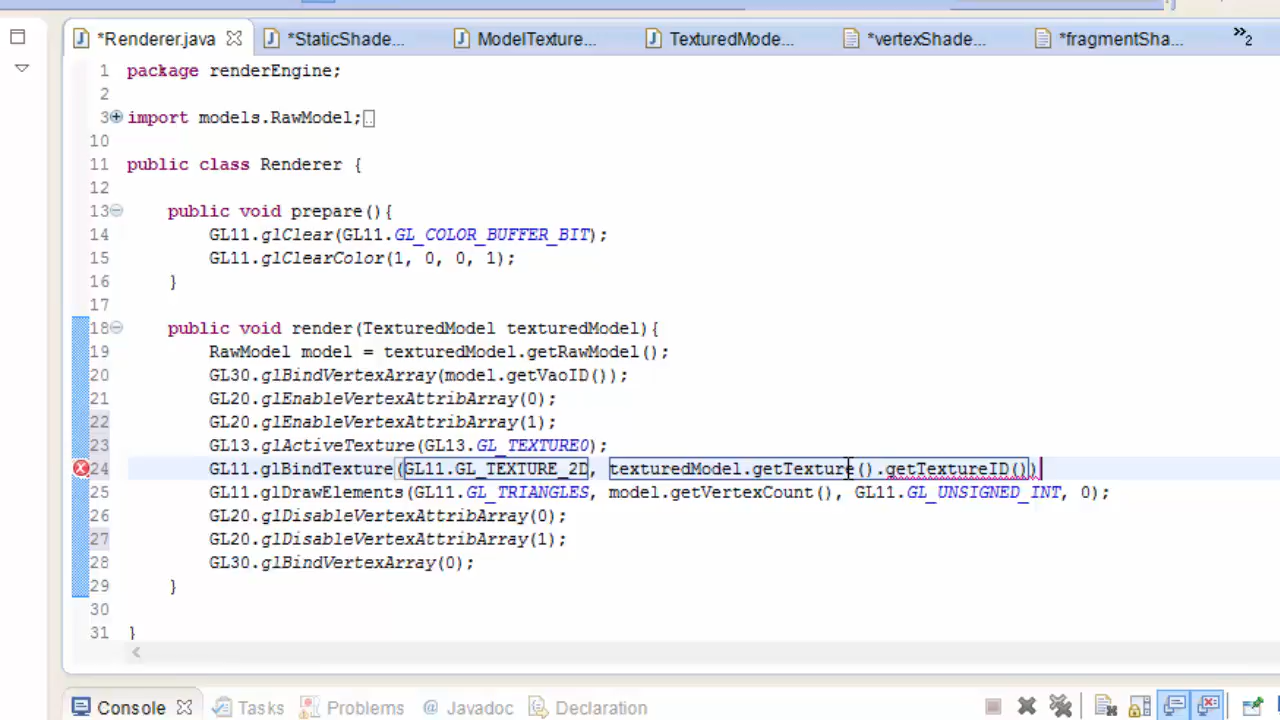 *Renderer.java *StaticShade... ModelTexture... TexturedMode... *vertexShade... *fragmentSha... »2
1 package renderEngine;
2
3 import models.RawModel;
10
11 public class Renderer {
12
13 public void prepare(){
14 GL11.glClear(GL11.GL_COLOR_BUFFER_BIT);
15 GL11.glClearColor(1, 0, 0, 1);
16 }
17
18 public void render(TexturedModel texturedModel){
19 RawModel model = texturedModel.getRawModel();
20 GL30.glBindVertexArray(model.getVaoID());
21 GL20.glEnableVertexAttribArray(0);
22 GL20.glEnableVertexAttribArray(1);
23 GL13.glActiveTexture(GL13.GL_TEXTURE0);
24 GL11.glBindTexture(GL11.GL_TEXTURE_2D, texturedModel.getTexture().getTextureID())
25 GL11.glDrawElements(GL11.GL_TRIANGLES, model.getVertexCount(), GL11.GL_UNSIGNED_INT, 0);
26 GL20.glDisableVertexAttribArray(0);
27 GL20.glDisableVertexAttribArray(1);
28 GL30.glBindVertexArray(0);
29 }
30
31 }
Console Tasks Problems @ Javadoc Declaration